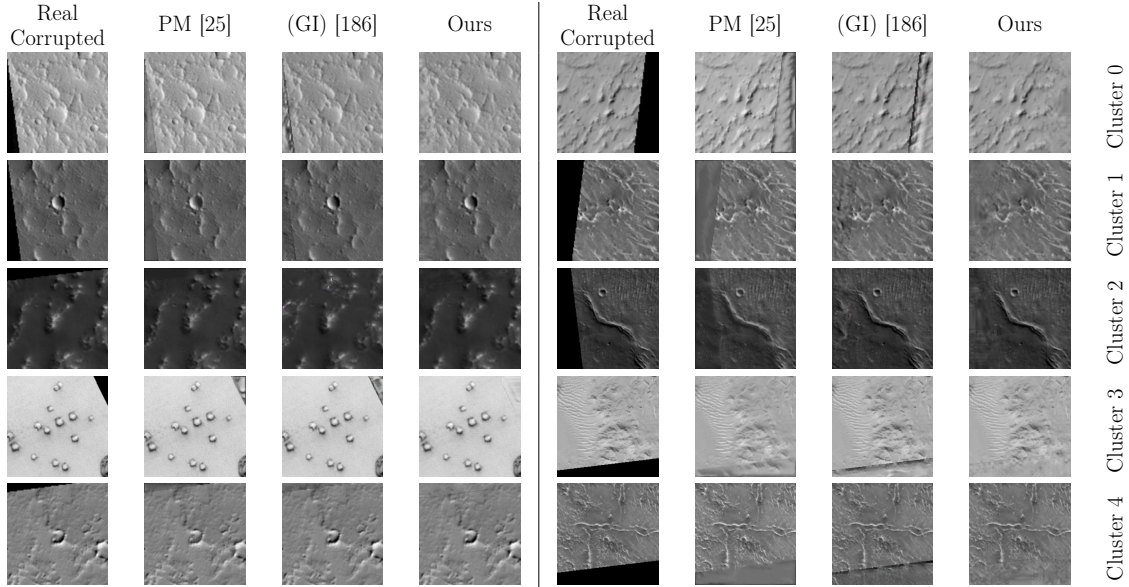 Real
Corrupted
PM [25]
(GI) [186]
Ours
Real
Corrupted
PM [25]
(GI) [186]
Ours
Cluster 0
Cluster 1
Cluster 2
Cluster 3
Cluster 4